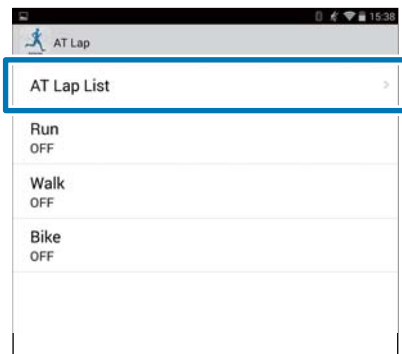 15:38
AT Lap
AT Lap List
Run
OFF
Walk
OFF
Bike
OFF